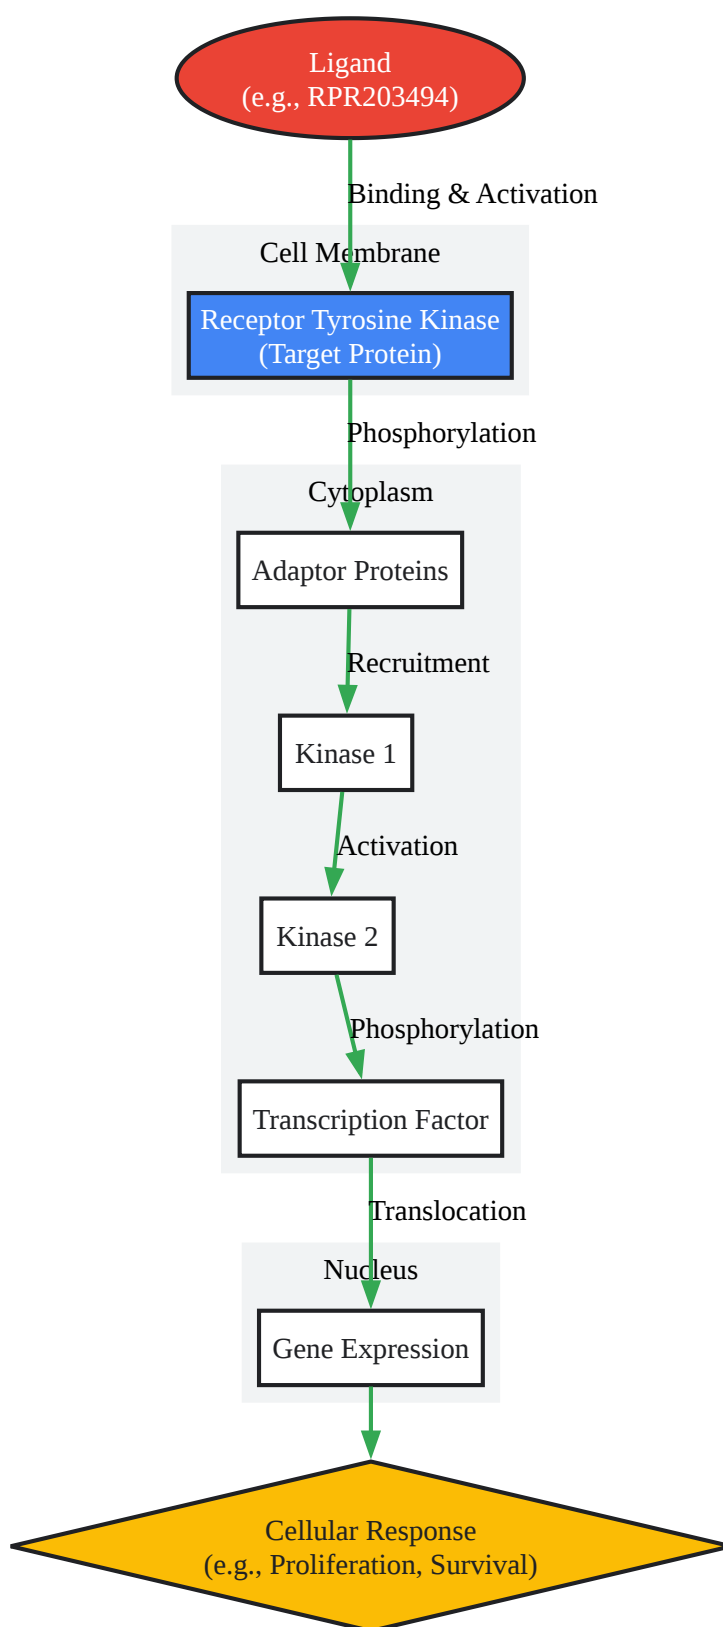 Ligand
(e.g., RPR203494)
Binding & Activation
Cell Membrane
Receptor Tyrosine Kinase
(Target Protein)
Phosphorylation
Cytoplasm
Adaptor Proteins
Recruitment
Kinase 1
Activation
Kinase 2
Phosphorylation
Transcription Factor
Translocation
Nucleus
Gene Expression
Cellular Response
(e.g., Proliferation, Survival)